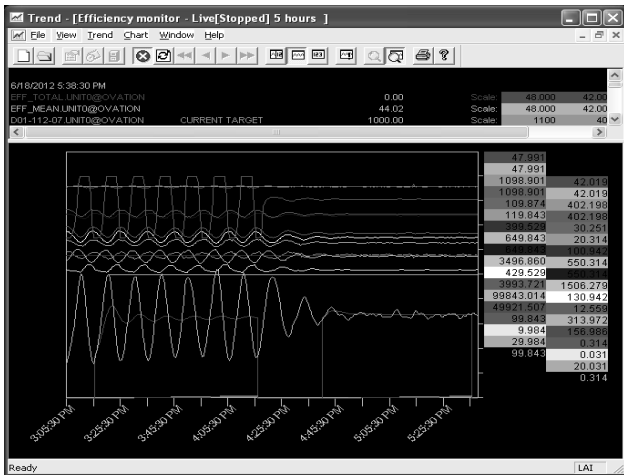 Trend - [Efficiency monitor - Live[Stopped] 5 hours ]
File View Trend Chart Window Help
6/18/2012 5:38:30 PM
EFF_TOTAL.UNIT0@OVATION 0.00 Scale: 48.000 42.00
EFF_MEAN.UNIT0@OVATION 44.02 Scale: 48.000 42.00
D01-112-07.UNIT0@OVATION CURRENT TARGET 1000.00 Scale: 1100 40
47.991
47.991
1098.901 42.019
1098.901 42.019
109.874 402.198
119.843 402.198
399.529 30.251
649.843 20.314
649.843 100.942
3496.860 550.314
429.529 550.314
3993.721 1506.279
99843.014 130.942
49921.507 12.559
99.843 313.972
9.984 156.986
29.984 0.314
99.843 0.031
20.031
0.314
3:05:30 PM 3:25:30 PM 3:45:30 PM 4:05:30 PM 4:25:30 PM 4:45:30 PM 5:05:30 PM 5:25:30 PM
Ready LAI